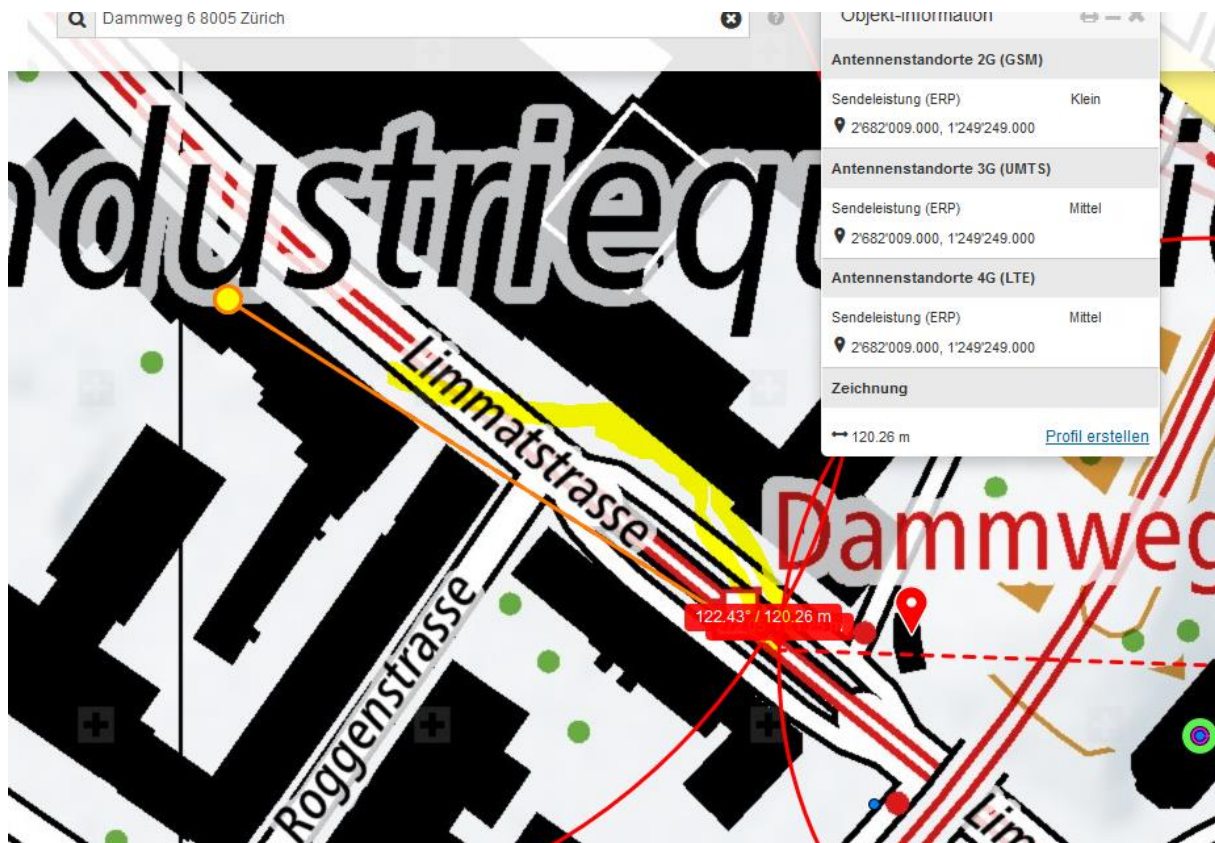 Dammweg 6 8005 Zürich
Objekt-Information
Antennenstandorte 2G (GSM)
Sendeleistung (ERP) Klein
2'682'009.000, 1'249'249.000
Antennenstandorte 3G (UMTS)
Sendeleistung (ERP) Mittel
2'682'009.000, 1'249'249.000
Antennenstandorte 4G (LTE)
Sendeleistung (ERP) Mittel
2'682'009.000, 1'249'249.000
Zeichnung
120.26 m Profil erstellen
ndustriequ
Limmatstrasse
Dammweg
122.43° / 120.26 m
Roggenstrasse
Lim